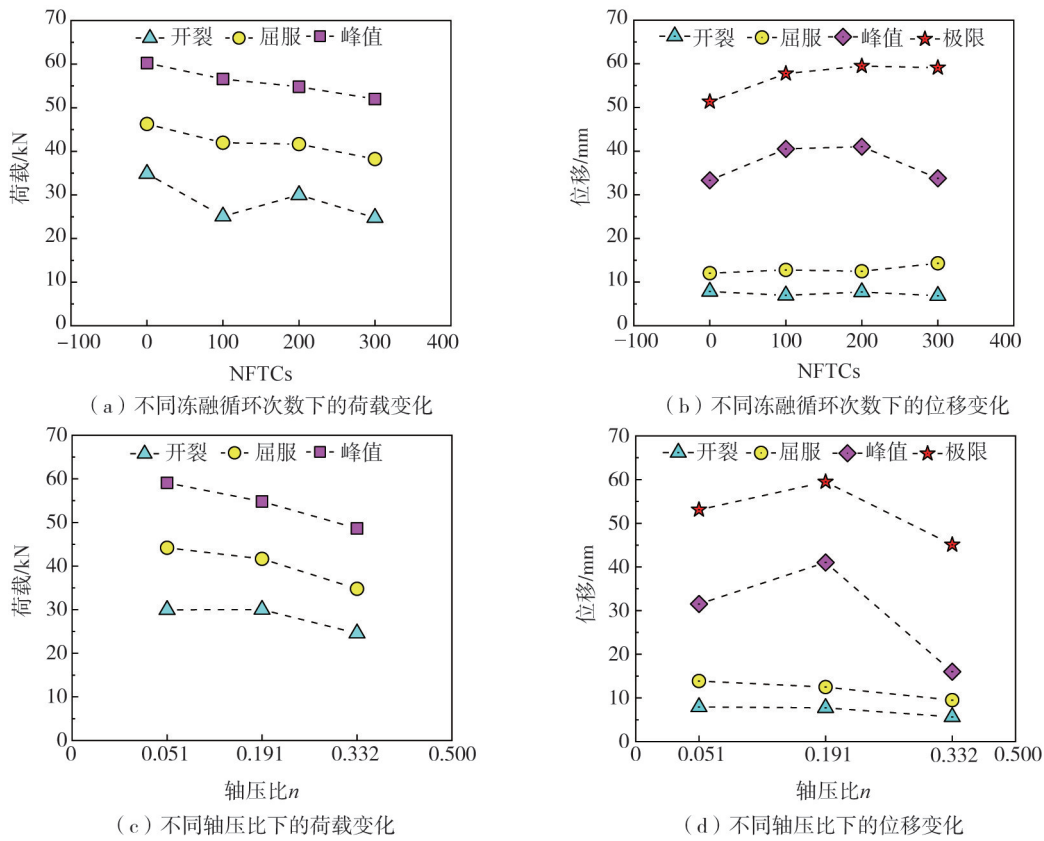 70
60
50
40
30
20
10
0
荷载/kN
开裂 屈服 峰值
-100 0 100 200 300 400
NFTCs
(a)不同冻融循环次数下的荷载变化
70
60
50
40
30
20
10
0
位移/mm
开裂 屈服 峰值 极限
-100 0 100 200 300 400
NFTCs
(b)不同冻融循环次数下的位移变化
70
60
50
40
30
20
10
0
荷载/kN
开裂 屈服 峰值
0 0.051 0.191 0.332 0.500
轴压比n
(c)不同轴压比下的荷载变化
70
60
50
40
30
20
10
0
位移/mm
开裂 屈服 峰值 极限
0 0.051 0.191 0.332 0.500
轴压比n
(d)不同轴压比下的位移变化